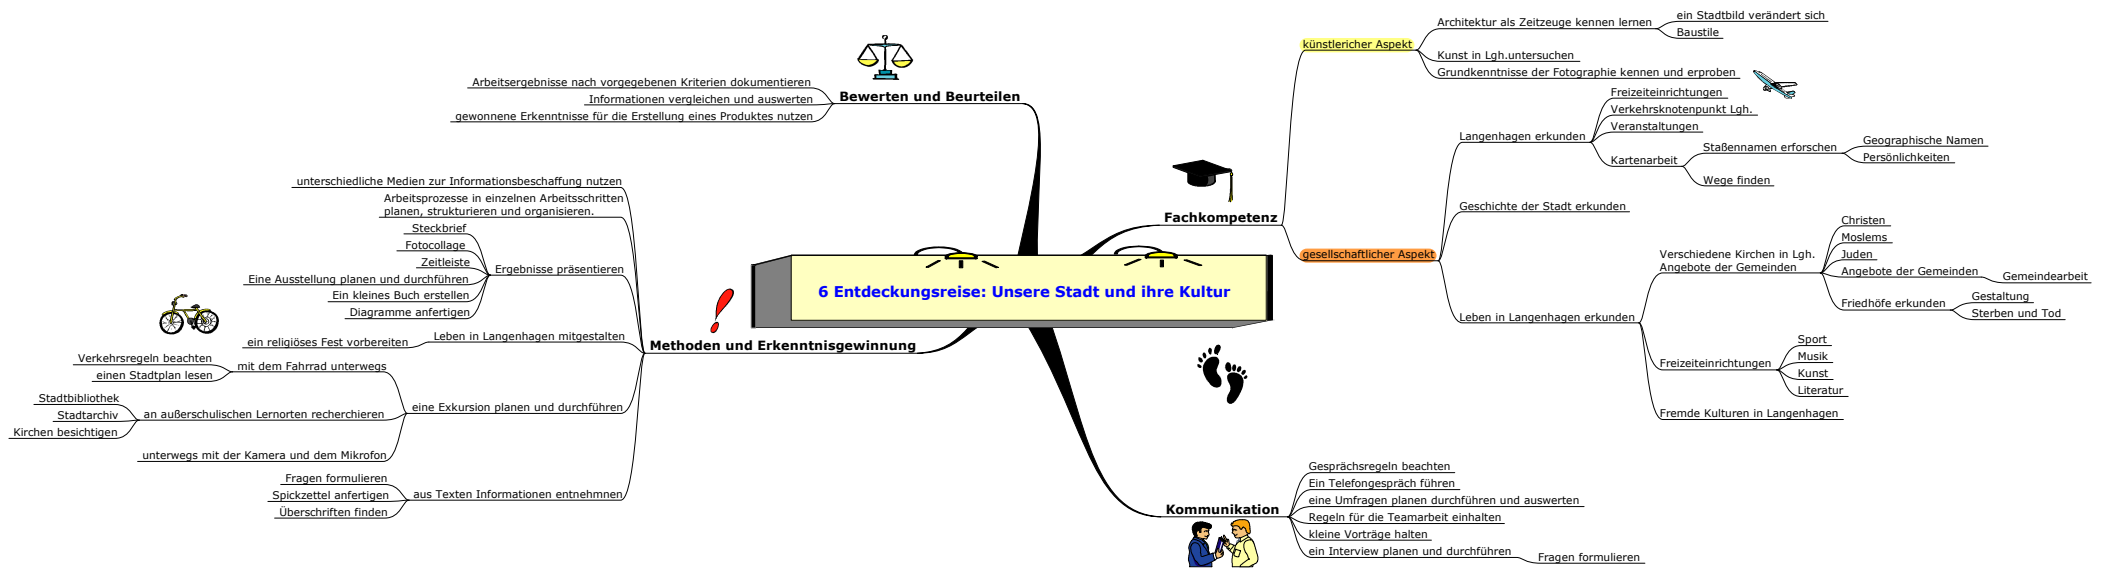 6 Entdeckungsreise: Unsere Stadt und ihre Kultur
Bewerten und Beurteilen
Arbeitsergebnisse nach vorgegebenen Kriterien dokumentieren
Informationen vergleichen und auswerten
gewonnene Erkenntnisse für die Erstellung eines Produktes nutzen
Methoden und Erkenntnisgewinnung
unterschiedliche Medien zur Informationsbeschaffung nutzen
Arbeitsprozesse in einzelnen Arbeitsschritten
planen, strukturieren und organisieren.
Ergebnisse präsentieren
Steckbrief
Fotocollage
Zeitleiste
Eine Ausstellung planen und durchführen
Ein kleines Buch erstellen
Diagramme anfertigen
Leben in Langenhagen mitgestalten
ein religiöses Fest vorbereiten
eine Exkursion planen und durchführen
mit dem Fahrrad unterwegs
Verkehrsregeln beachten
einen Stadtplan lesen
an außerschulischen Lernorten recherchieren
Stadtbibliothek
Stadtarchiv
Kirchen besichtigen
unterwegs mit der Kamera und dem Mikrofon
aus Texten Informationen entnehmnen
Fragen formulieren
Spickzettel anfertigen
Überschriften finden
Fachkompetenz
künstlericher Aspekt
Architektur als Zeitzeuge kennen lernen
ein Stadtbild verändert sich
Baustile
Kunst in Lgh.untersuchen
Grundkenntnisse der Fotographie kennen und erproben
gesellschaftlicher Aspekt
Langenhagen erkunden
Freizeiteinrichtungen
Verkehrsknotenpunkt Lgh.
Veranstaltungen
Kartenarbeit
Staßennamen erforschen
Geographische Namen
Persönlichkeiten
Wege finden
Geschichte der Stadt erkunden
Leben in Langenhagen erkunden
Verschiedene Kirchen in Lgh.
Angebote der Gemeinden
Christen
Moslems
Juden
Angebote der Gemeinden
Gemeindearbeit
Friedhöfe erkunden
Gestaltung
Sterben und Tod
Freizeiteinrichtungen
Sport
Musik
Kunst
Literatur
Fremde Kulturen in Langenhagen
Kommunikation
Gesprächsregeln beachten
Ein Telefongespräch führen
eine Umfragen planen durchführen und auswerten
Regeln für die Teamarbeit einhalten
kleine Vorträge halten
ein Interview planen und durchführen
Fragen formulieren